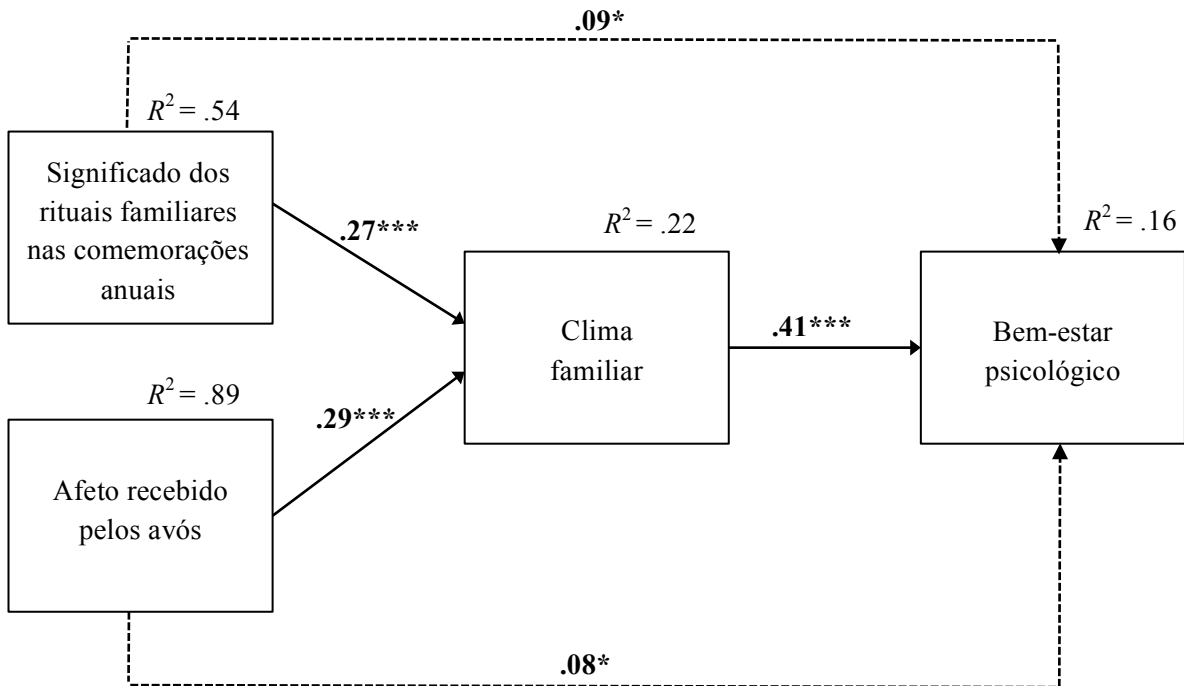 .09*
R² = .54
Significado dos
rituais familiares
nas comemorações
anuais
.27***
R² = .22
Clima
familiar
.41***
R² = .16
Bem-estar
psicológico
R² = .89
Afeto recebido
pelos avós
.29***
.08*